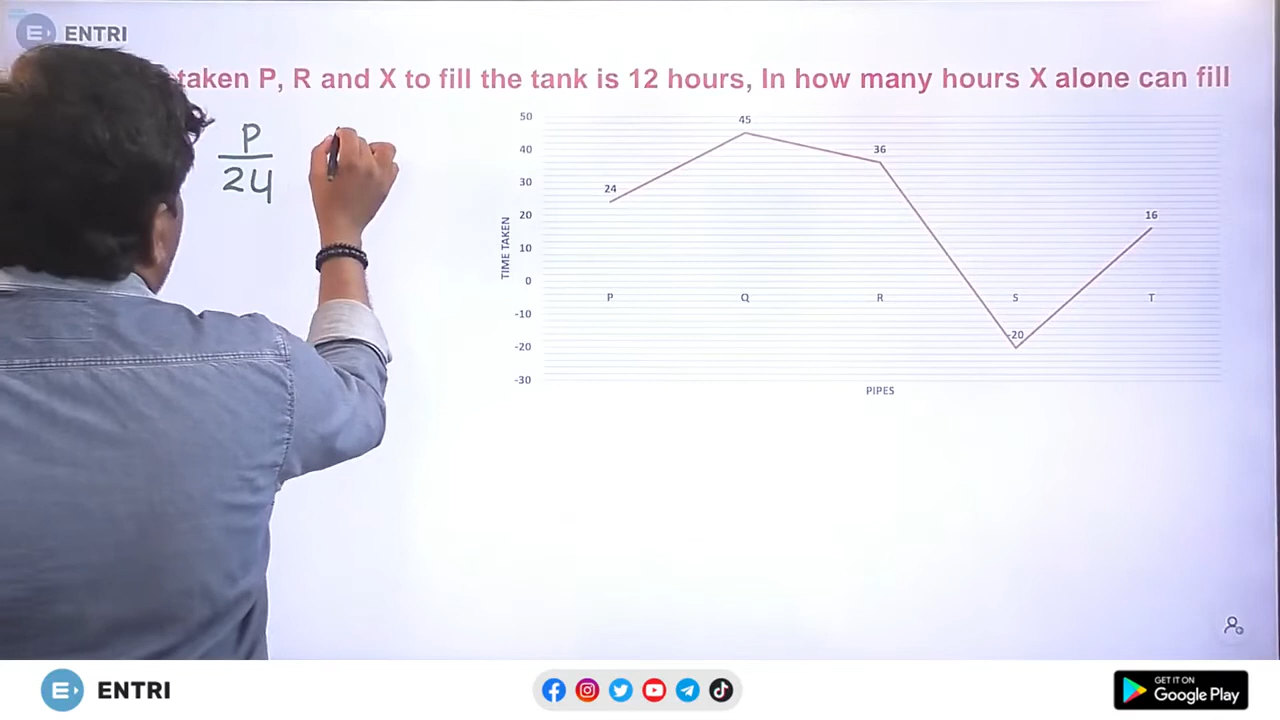 ENTRI
taken P, R and X to fill the tank is 12 hours, In how many hours X alone can fill
P
24
50
40
30
20
10
0
-10
-20
-30
TIME TAKEN
24
45
36
-20
16
P Q R S T
PIPES
ENTRI
GET IT ON
Google Play